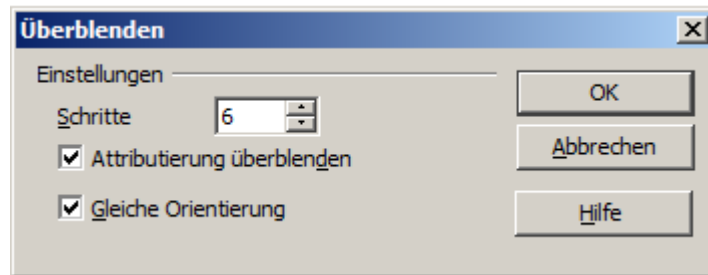 Überblenden
Einstellungen
OK
Schritte 6
Abbrechen
Attributierung überblenden
Gleiche Orientierung
Hilfe